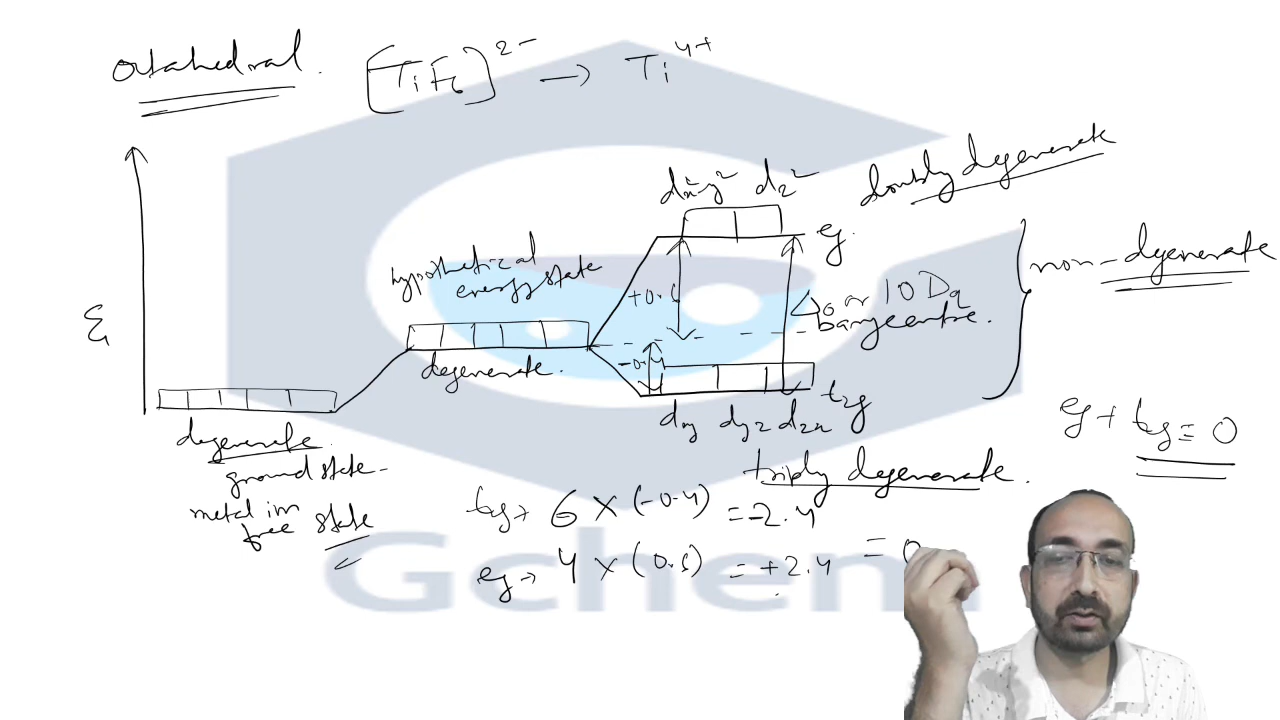 octahedral. [TiF6]2- → Ti4+
doubly degenerate
dx²-y² dz²
eg.
hypothetical
energy state
non-degenerate
+0.6
Δo or 10Dq
barycentre.
E
-0.4
degenerate.
t2g
dxy dyz dzx
eg + t2g = 0
degenerate
ground state-
triply degenerate.
metal ion
free state
t2g → 6 × (-0.4) = -2.4
eg → 4 × (0.6) = +2.4 = 0
Gchem